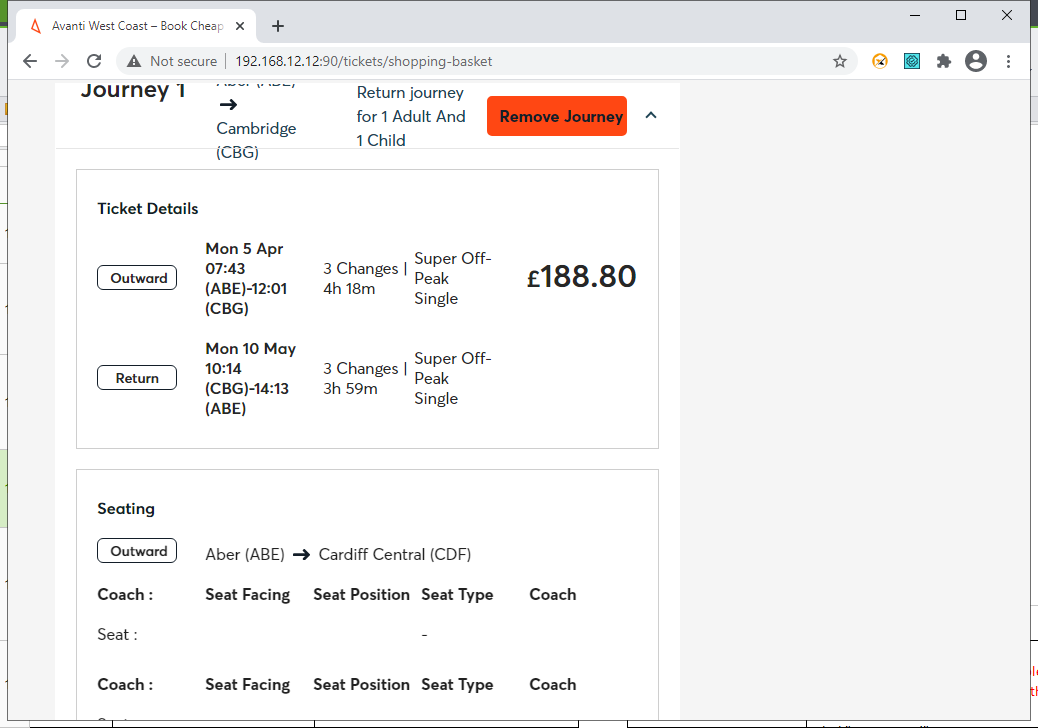 Avanti West Coast – Book Cheap
Not secure
192.168.12.12:90/tickets/shopping-basket
Journey 1
Aber (ABE)
Cambridge
(CBG)
Return journey
for 1 Adult And
1 Child
Remove Journey
Ticket Details
Outward
Mon 5 Apr
07:43
(ABE)-12:01
(CBG)
3 Changes |
4h 18m
Super Off-
Peak
Single
£188.80
Return
Mon 10 May
10:14
(CBG)-14:13
(ABE)
3 Changes |
3h 59m
Super Off-
Peak
Single
Seating
Outward
Aber (ABE) → Cardiff Central (CDF)
Coach : Seat Facing Seat Position Seat Type Coach
Seat : -
Coach : Seat Facing Seat Position Seat Type Coach